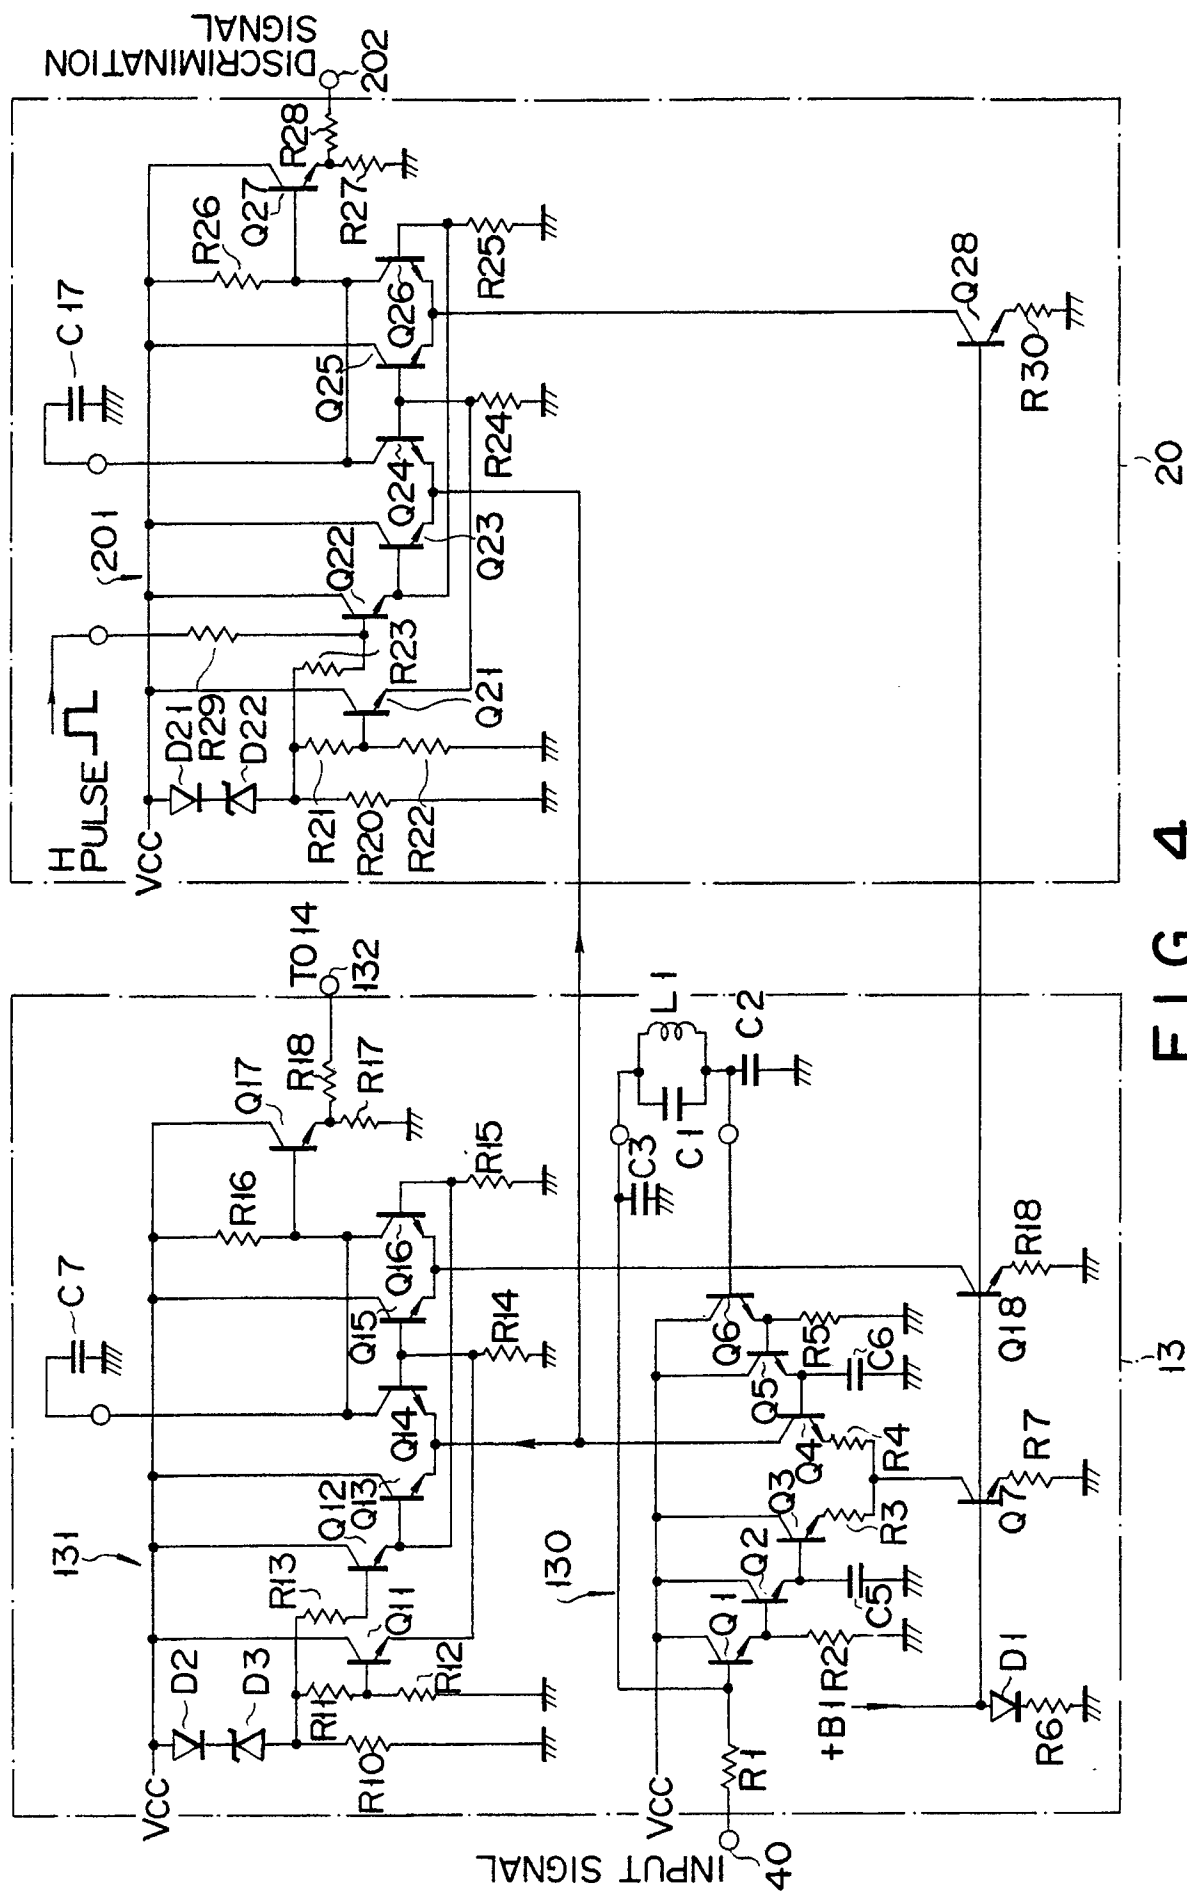 VCC
131
D2
D3
R11
R10
R12
R13
Q11
Q12
Q13
Q14
Q15
Q16
C7
R14
R15
R16
Q17
R18
R17
TO 14
132
INPUT SIGNAL
40
R1
VCC
130
Q1
R2
Q2
C5
Q3
R3
Q4
R4
Q5
C6
Q6
R5
C3
C1
L1
C2
+B1
D1
R6
Q7
R7
Q18
R18
13
H
PULSE
VCC
D21
R29
D22
R21
R20
R22
201
Q21
R23
Q22
Q23
Q24
R24
Q25
Q26
R25
C17
R26
Q27
R28
R27
DISCRIMINATION
SIGNAL
202
Q28
R30
20
FIG 4